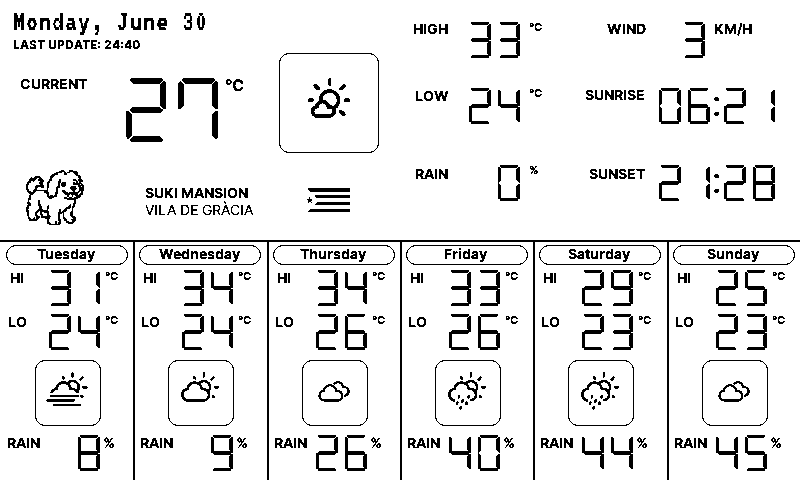 Monday, June 30
LAST UPDATE: 24:40
CURRENT 27 °C
HIGH 33 °C
WIND 3 KM/H
LOW 24 °C
SUNRISE 06:21
RAIN 0 %
SUNSET 21:28
SUKI MANSION
VILA DE GRÀCIA
Tuesday
HI 31 °C
LO 24 °C
RAIN 8 %
Wednesday
HI 34 °C
LO 24 °C
RAIN 9 %
Thursday
HI 34 °C
LO 26 °C
RAIN 26 %
Friday
HI 33 °C
LO 26 °C
RAIN 40 %
Saturday
HI 29 °C
LO 23 °C
RAIN 44 %
Sunday
HI 25 °C
LO 23 °C
RAIN 45 %